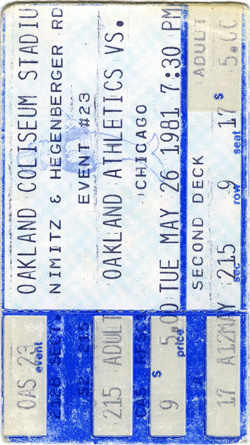 OAKLAND COLISEUM STADIU
NIMITZ & HEGENBERGER RD
EVENT #23
OAKLAND ATHLETICS VS.
CHICAGO
TUE MAY 26 1981 7:30 PM
SECOND DECK
ADULT
$ 5.00
215 9 17
SECTION ROW SEAT
OAS 23
event
215 ADULT
9 $ 5.00
price
17 A12MAY